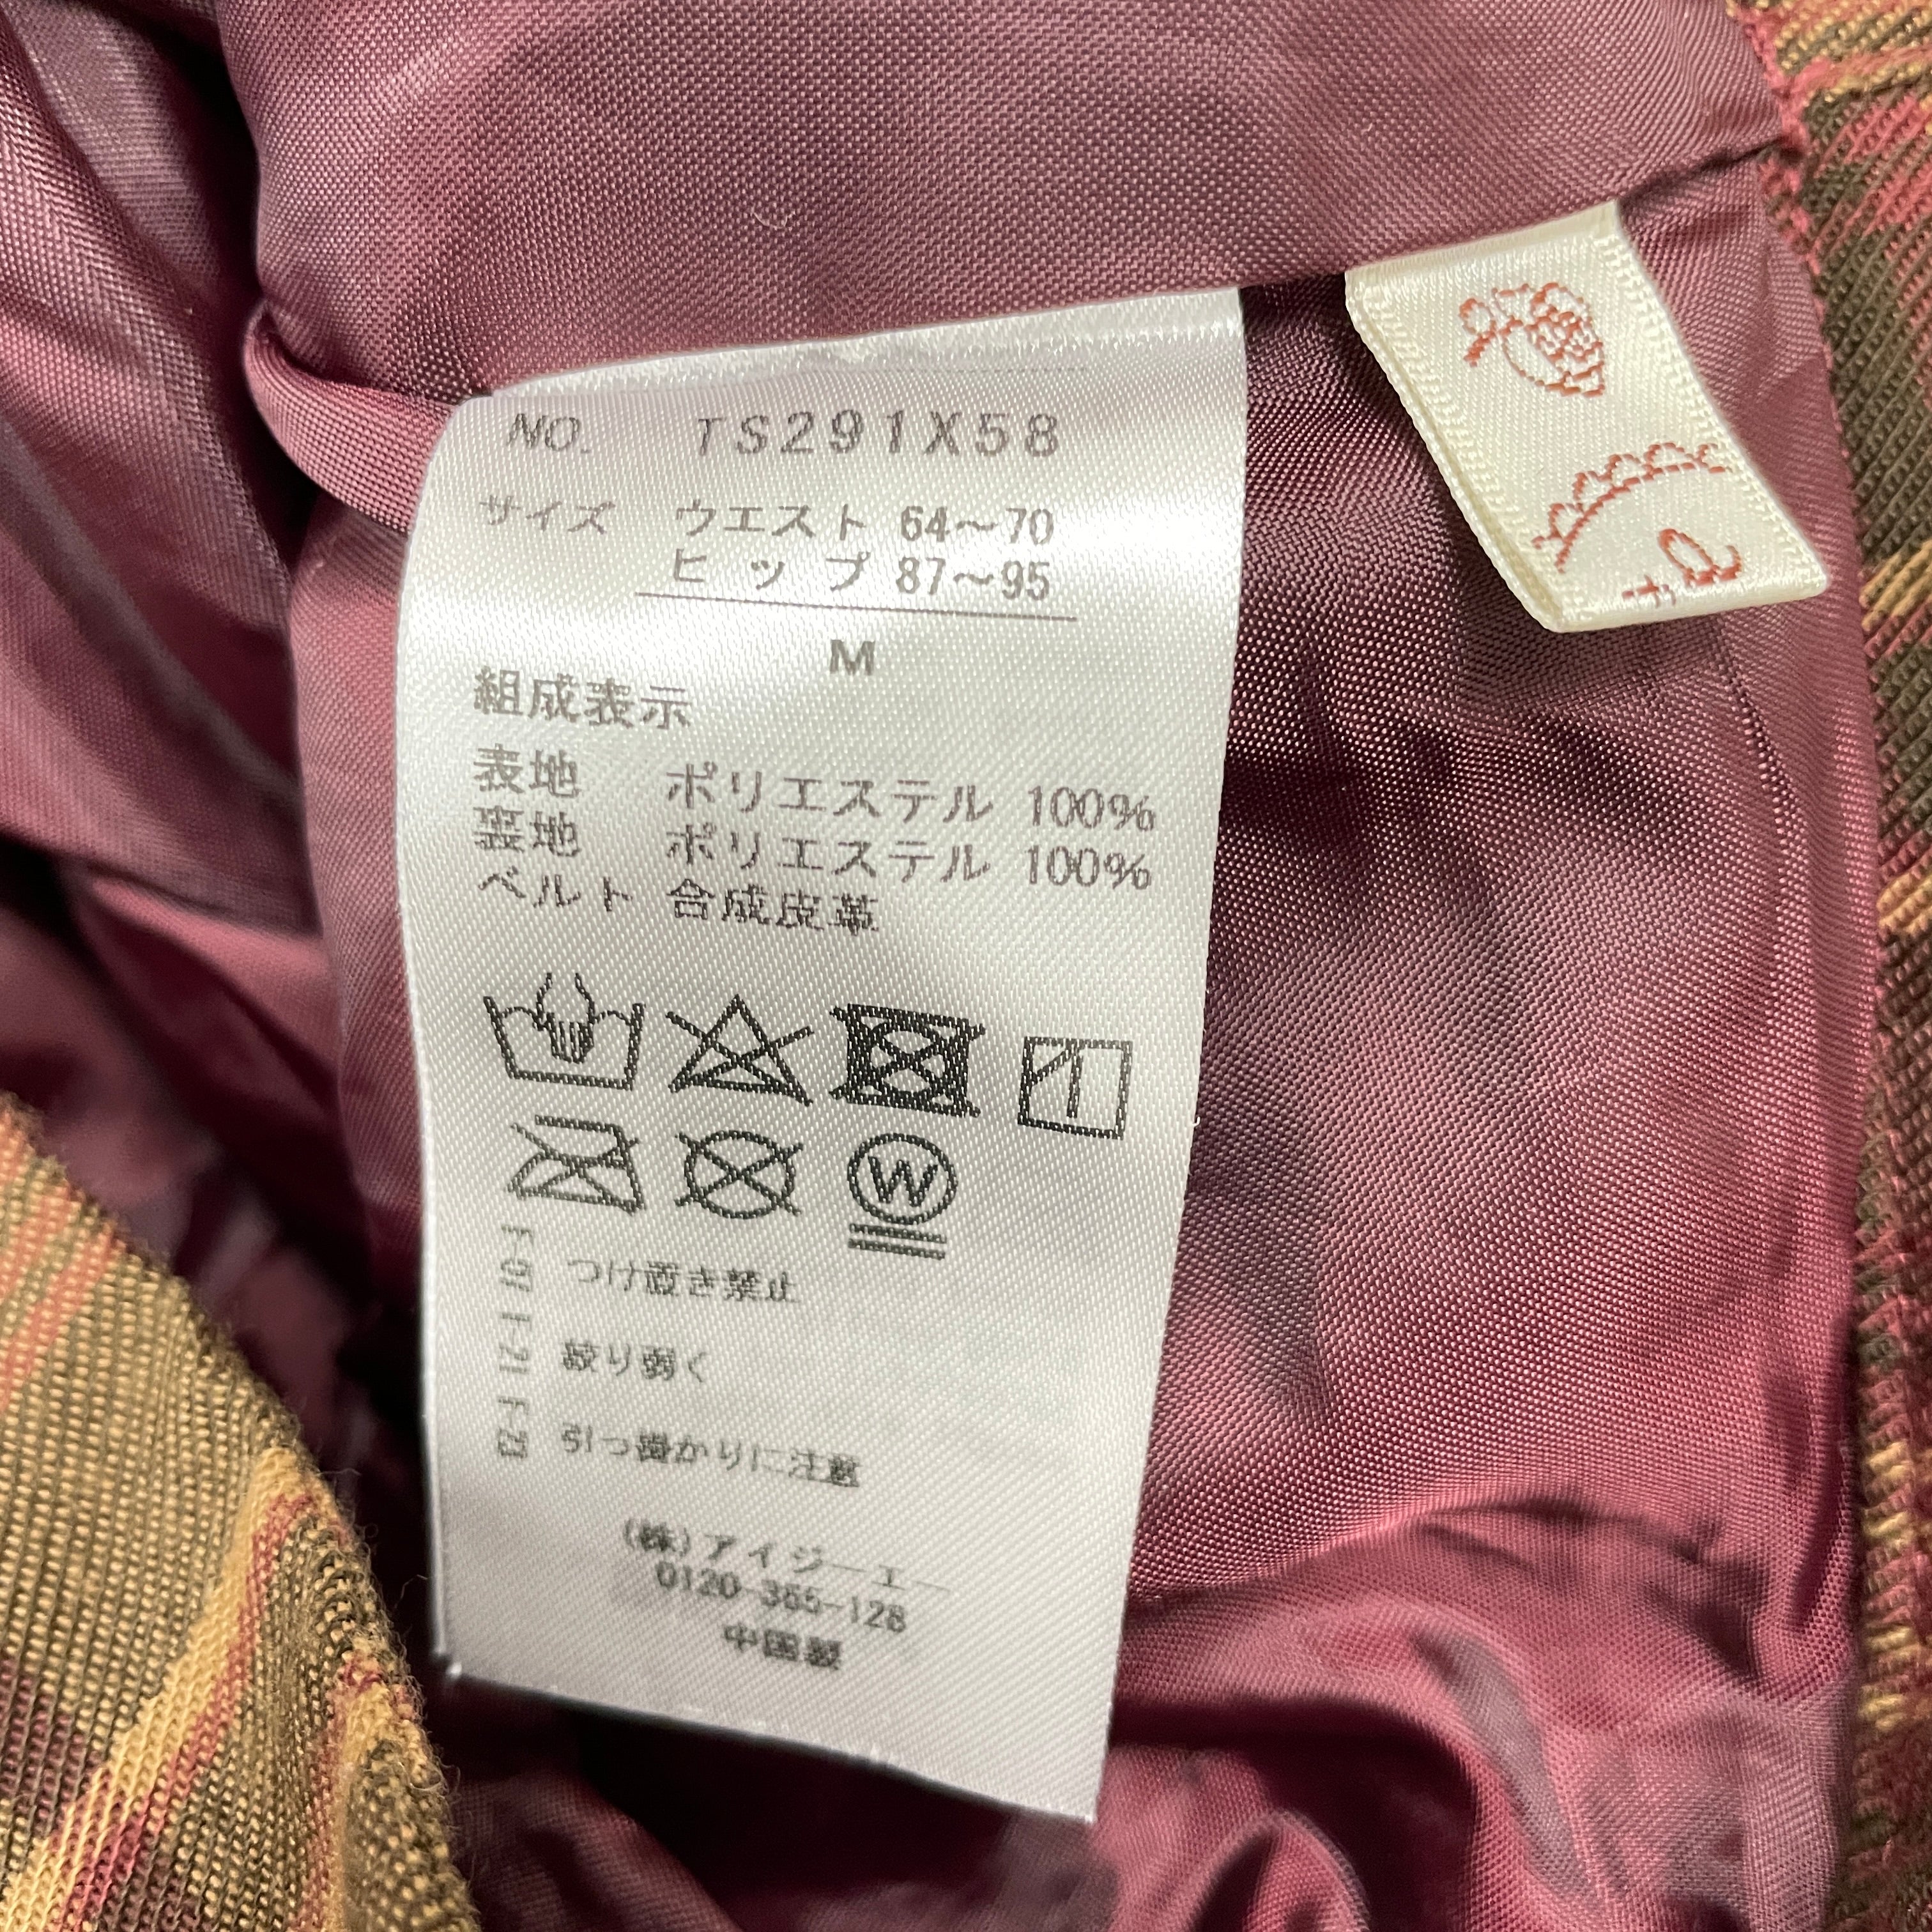 NO. TS291X58
サイズ ウエスト 64～70
ヒップ 87～95
M
組成表示
表地 ポリエステル 100%
裏地 ポリエステル 100%
ベルト 合成皮革
W
F-07 つけ置き禁止
F-21 絞り弱く
F-23 引っ掛かりに注意
(株)アイジーエー
0120-365-128
中国製